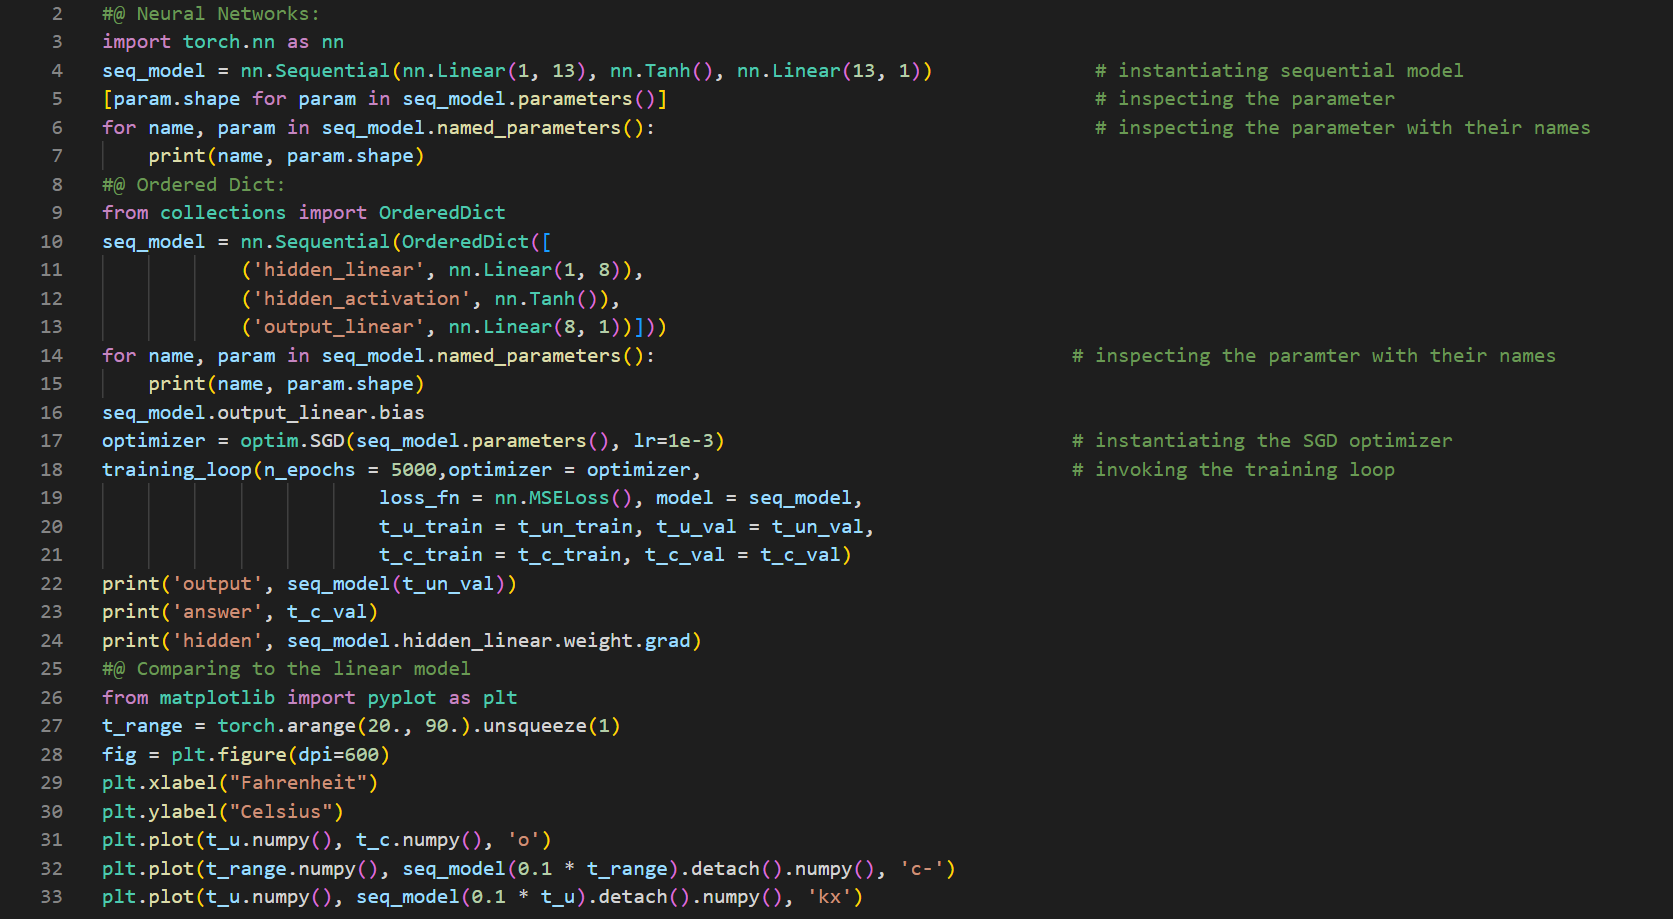 2 #@ Neural Networks:
3 import torch.nn as nn
4 seq_model = nn.Sequential(nn.Linear(1, 13), nn.Tanh(), nn.Linear(13, 1)) # instantiating sequential model
5 [param.shape for param in seq_model.parameters()] # inspecting the parameter
6 for name, param in seq_model.named_parameters(): # inspecting the parameter with their names
7     print(name, param.shape)
8 #@ Ordered Dict:
9 from collections import OrderedDict
10 seq_model = nn.Sequential(OrderedDict([
11             ('hidden_linear', nn.Linear(1, 8)),
12             ('hidden_activation', nn.Tanh()),
13             ('output_linear', nn.Linear(8, 1))]))
14 for name, param in seq_model.named_parameters(): # inspecting the paramter with their names
15     print(name, param.shape)
16 seq_model.output_linear.bias
17 optimizer = optim.SGD(seq_model.parameters(), lr=1e-3) # instantiating the SGD optimizer
18 training_loop(n_epochs = 5000,optimizer = optimizer, # invoking the training loop
19                         loss_fn = nn.MSELoss(), model = seq_model,
20                         t_u_train = t_un_train, t_u_val = t_un_val,
21                         t_c_train = t_c_train, t_c_val = t_c_val)
22 print('output', seq_model(t_un_val))
23 print('answer', t_c_val)
24 print('hidden', seq_model.hidden_linear.weight.grad)
25 #@ Comparing to the linear model
26 from matplotlib import pyplot as plt
27 t_range = torch.arange(20., 90.).unsqueeze(1)
28 fig = plt.figure(dpi=600)
29 plt.xlabel("Fahrenheit")
30 plt.ylabel("Celsius")
31 plt.plot(t_u.numpy(), t_c.numpy(), 'o')
32 plt.plot(t_range.numpy(), seq_model(0.1 * t_range).detach().numpy(), 'c-')
33 plt.plot(t_u.numpy(), seq_model(0.1 * t_u).detach().numpy(), 'kx')